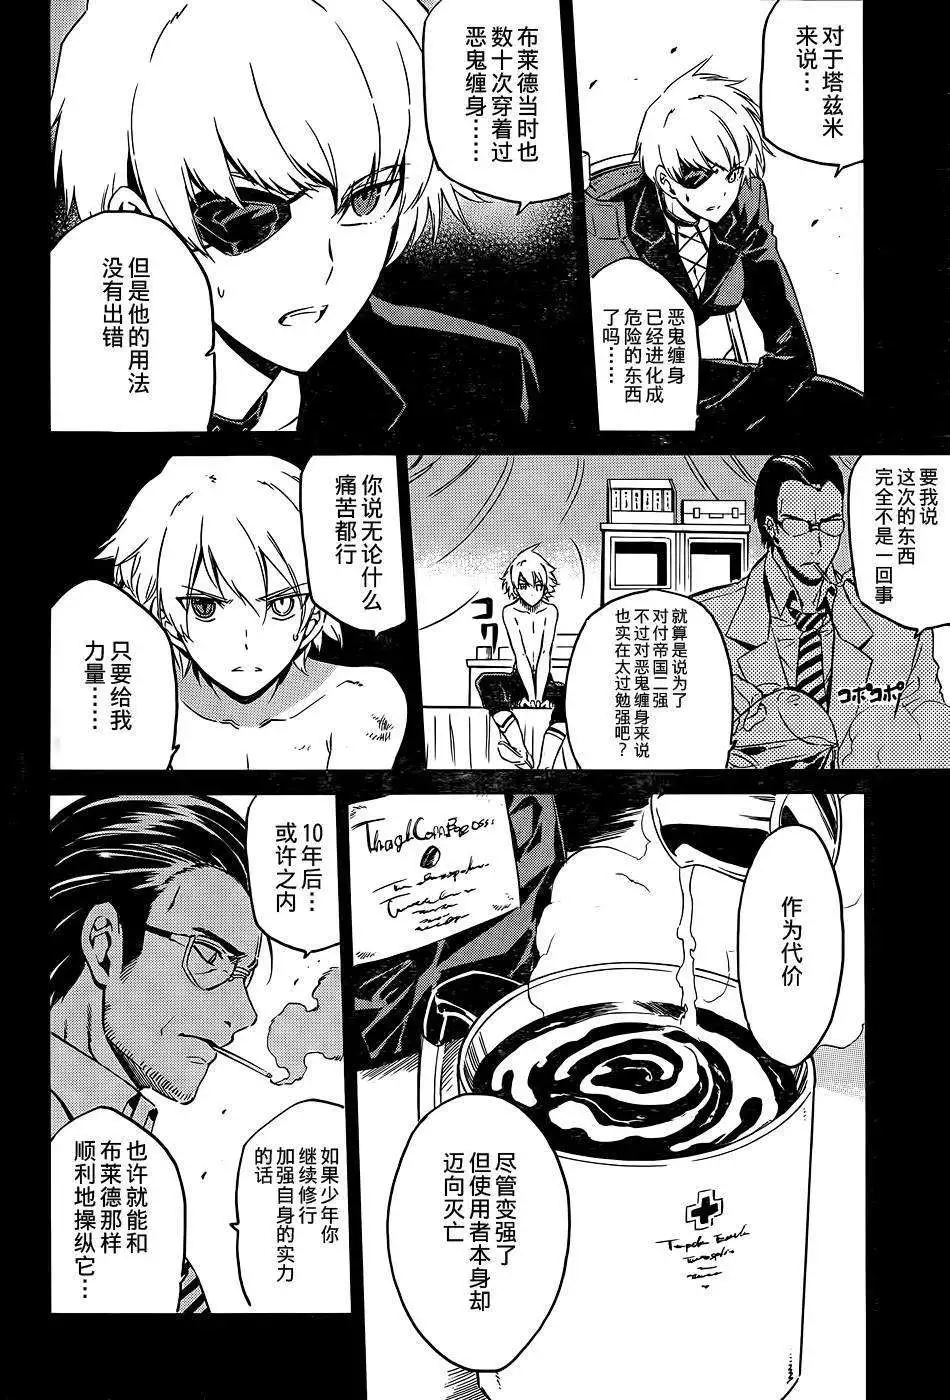 对于塔兹米
来说…
恶鬼缠身
已经进化成
危险的东西
了吗……
布莱德当时也
数十次穿着过
恶鬼缠身……
但是他的用法
没有出错
要我说
这次的东西
完全不是一回事
コポコポ
就算是说为了
对付帝国二强
不过对恶鬼缠身来说
也实在太过勉强吧?
コク
你说无论什么
痛苦都行
只要给我
力量……
作为代价
尽管变强了
但使用者本身却
迈向灭亡
10年后…
或许之内
如果少年你
继续修行
加强自身的实力
的话
也许就能和
布莱德那样
顺利地操纵它…